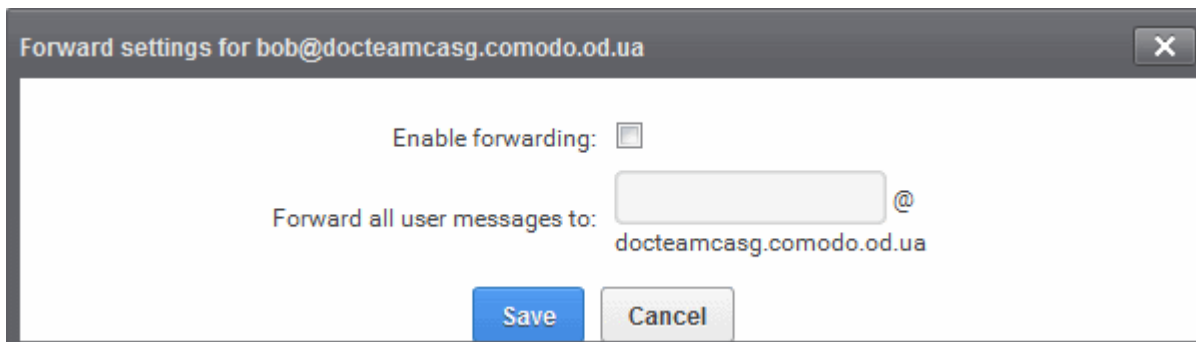 Forward settings for bob@docteamcasg.comodo.od.ua
Enable forwarding:
Forward all user messages to: @
docteamcasg.comodo.od.ua
Save Cancel